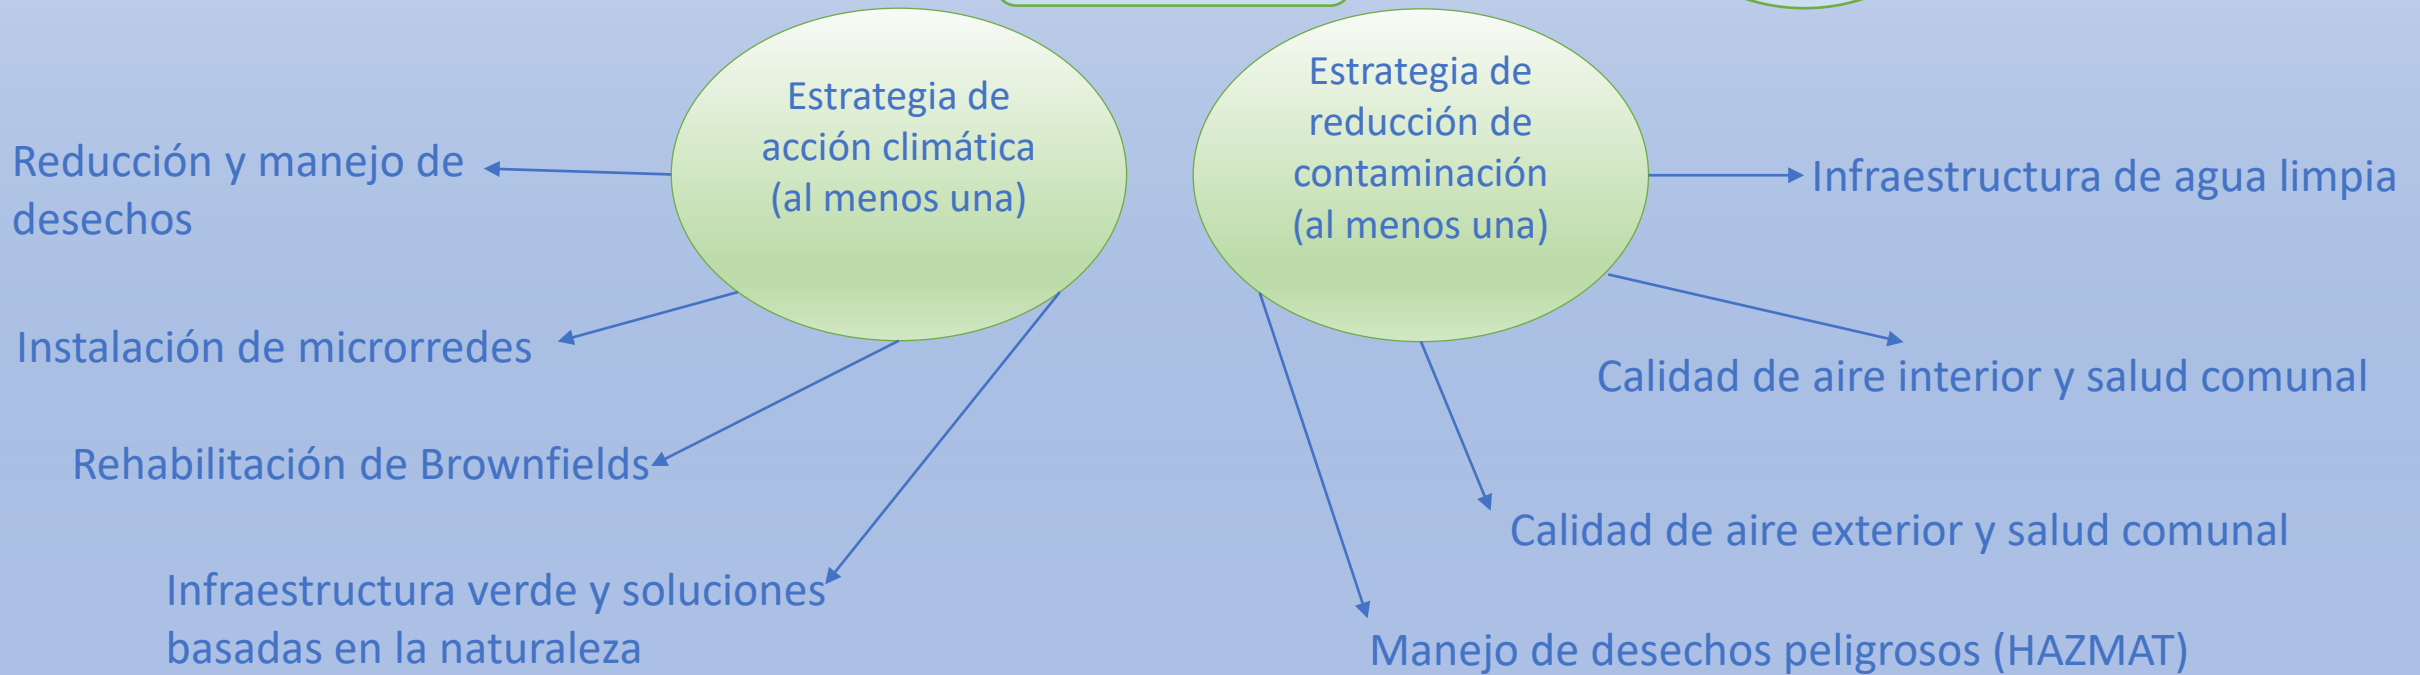 Estrategia de
acción climática
(al menos una)
Reducción y manejo de
desechos
Instalación de microrredes
Rehabilitación de Brownfields
Infraestructura verde y soluciones
basadas en la naturaleza
Estrategia de
reducción de
contaminación
(al menos una)
Infraestructura de agua limpia
Calidad de aire interior y salud comunal
Calidad de aire exterior y salud comunal
Manejo de desechos peligrosos (HAZMAT)